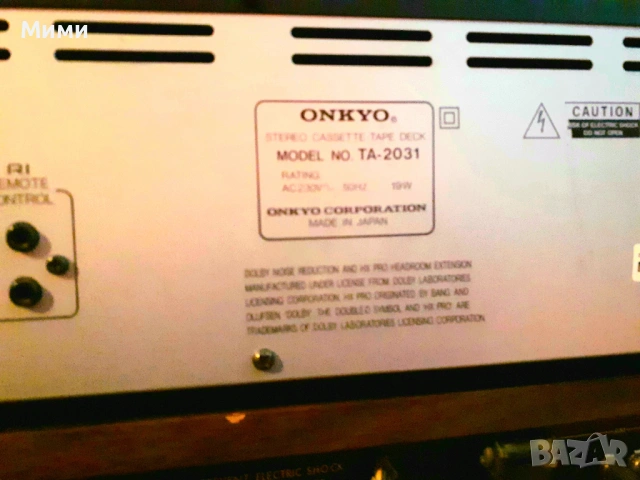 Мими
ONKYO®
STEREO CASSETTE TAPE DECK
MODEL NO. TA-2031
RATING
AC 230V~ 50HZ 19W
ONKYO CORPORATION
MADE IN JAPAN
CAUTION
RISK OF ELECTRIC SHOCK
DO NOT OPEN
RI
REMOTE
CONTROL
DOLBY NOISE REDUCTION AND HX PRO HEADROOM EXTENSION
MANUFACTURED UNDER LICENSE FROM DOLBY LABORATORIES
LICENSING CORPORATION. HX PRO ORIGINATED BY BANG AND
OLUFSEN. 'DOLBY', THE DOUBLE-D SYMBOL AND 'HX PRO' ARE
TRADEMARKS OF DOLBY LABORATORIES LICENSING CORPORATION.
ELECTRIC SHOCK
BAZAR